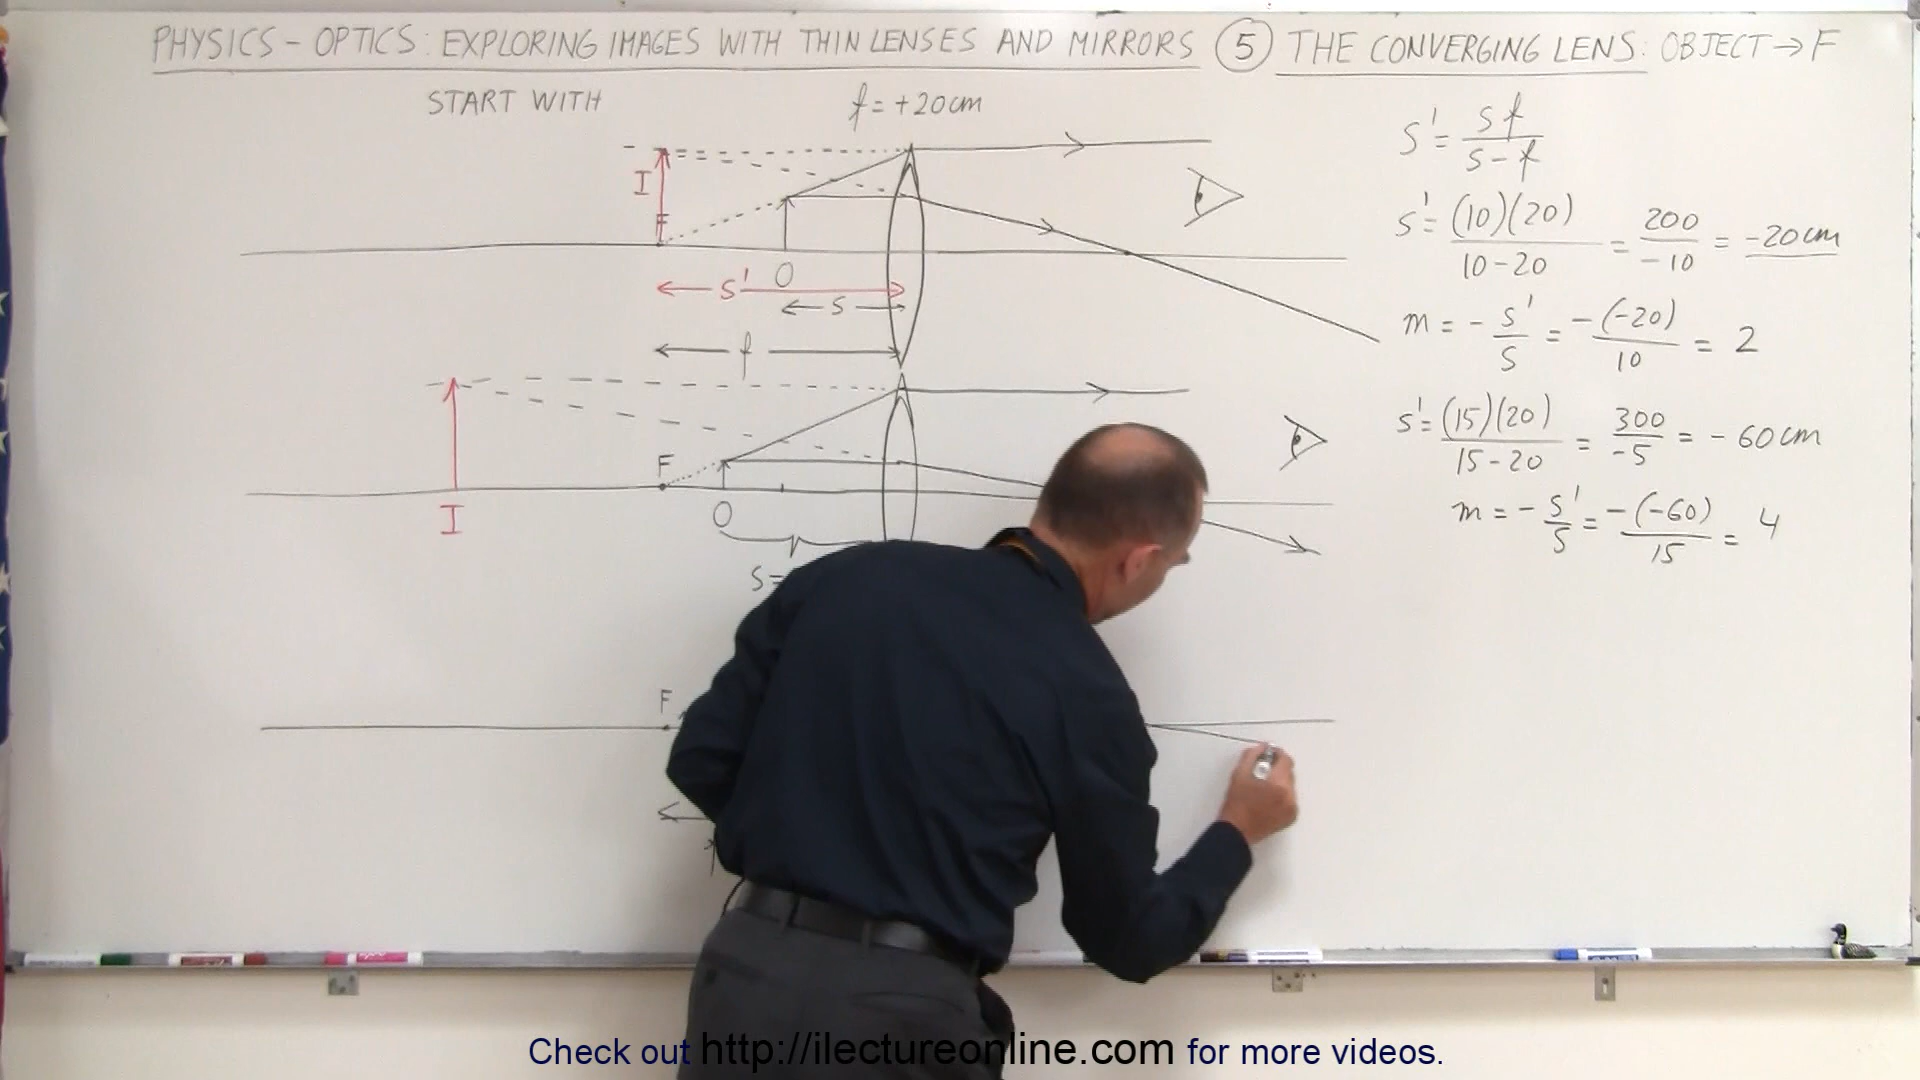 PHYSICS - OPTICS: EXPLORING IMAGES WITH THIN LENSES AND MIRRORS (5) THE CONVERGING LENS: OBJECT → F
START WITH
f = +20cm
I
F
O
S'
S
f
F
I
O
S=
F
S' = Sf / (S - f)
S' = (10)(20) / (10 - 20) = 200 / -10 = -20cm
m = - S' / S = -(-20) / 10 = 2
S' = (15)(20) / (15 - 20) = 300 / -5 = -60cm
m = - S' / S = -(-60) / 15 = 4
Check out http://ilectureonline.com for more videos.